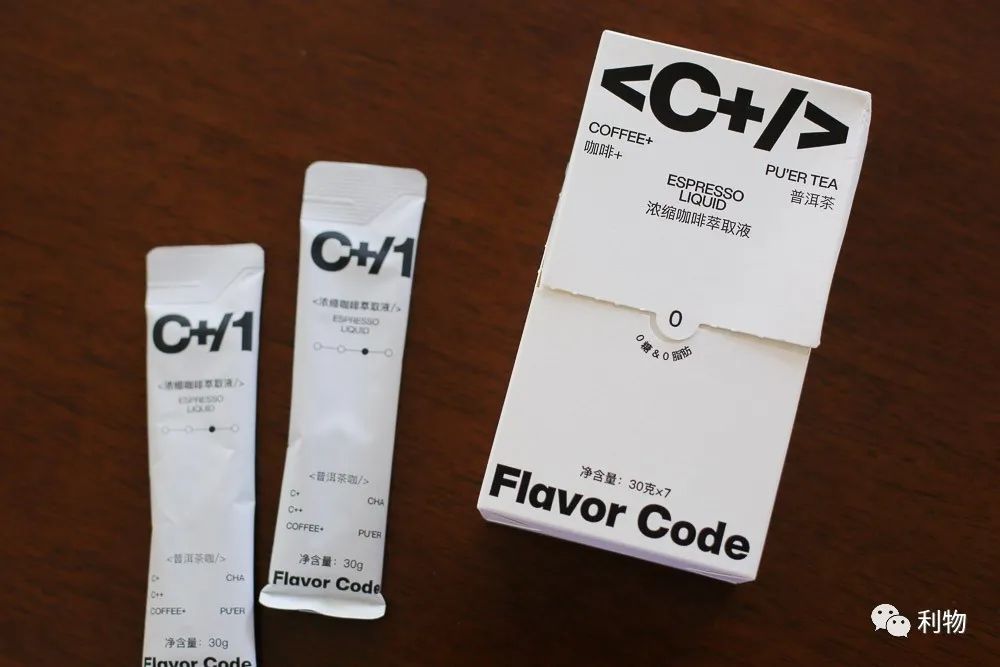 C+/1
<浓缩咖啡萃取液/>
ESPRESSO
LIQUID
<普洱茶咖/>
C+ CHA
C++
COFFEE+ PU'ER
净含量：30g
Flavor Code
C+/1
<浓缩咖啡萃取液/>
ESPRESSO
LIQUID
<普洱茶咖/>
C+ CHA
C++
COFFEE+ PU'ER
净含量：30g
Flavor Code
<C+/>
COFFEE+
咖啡+
PU'ER TEA
普洱茶
ESPRESSO
LIQUID
浓缩咖啡萃取液
0
0 糖 & 0 脂肪
净含量：30克×7
Flavor Code
利物